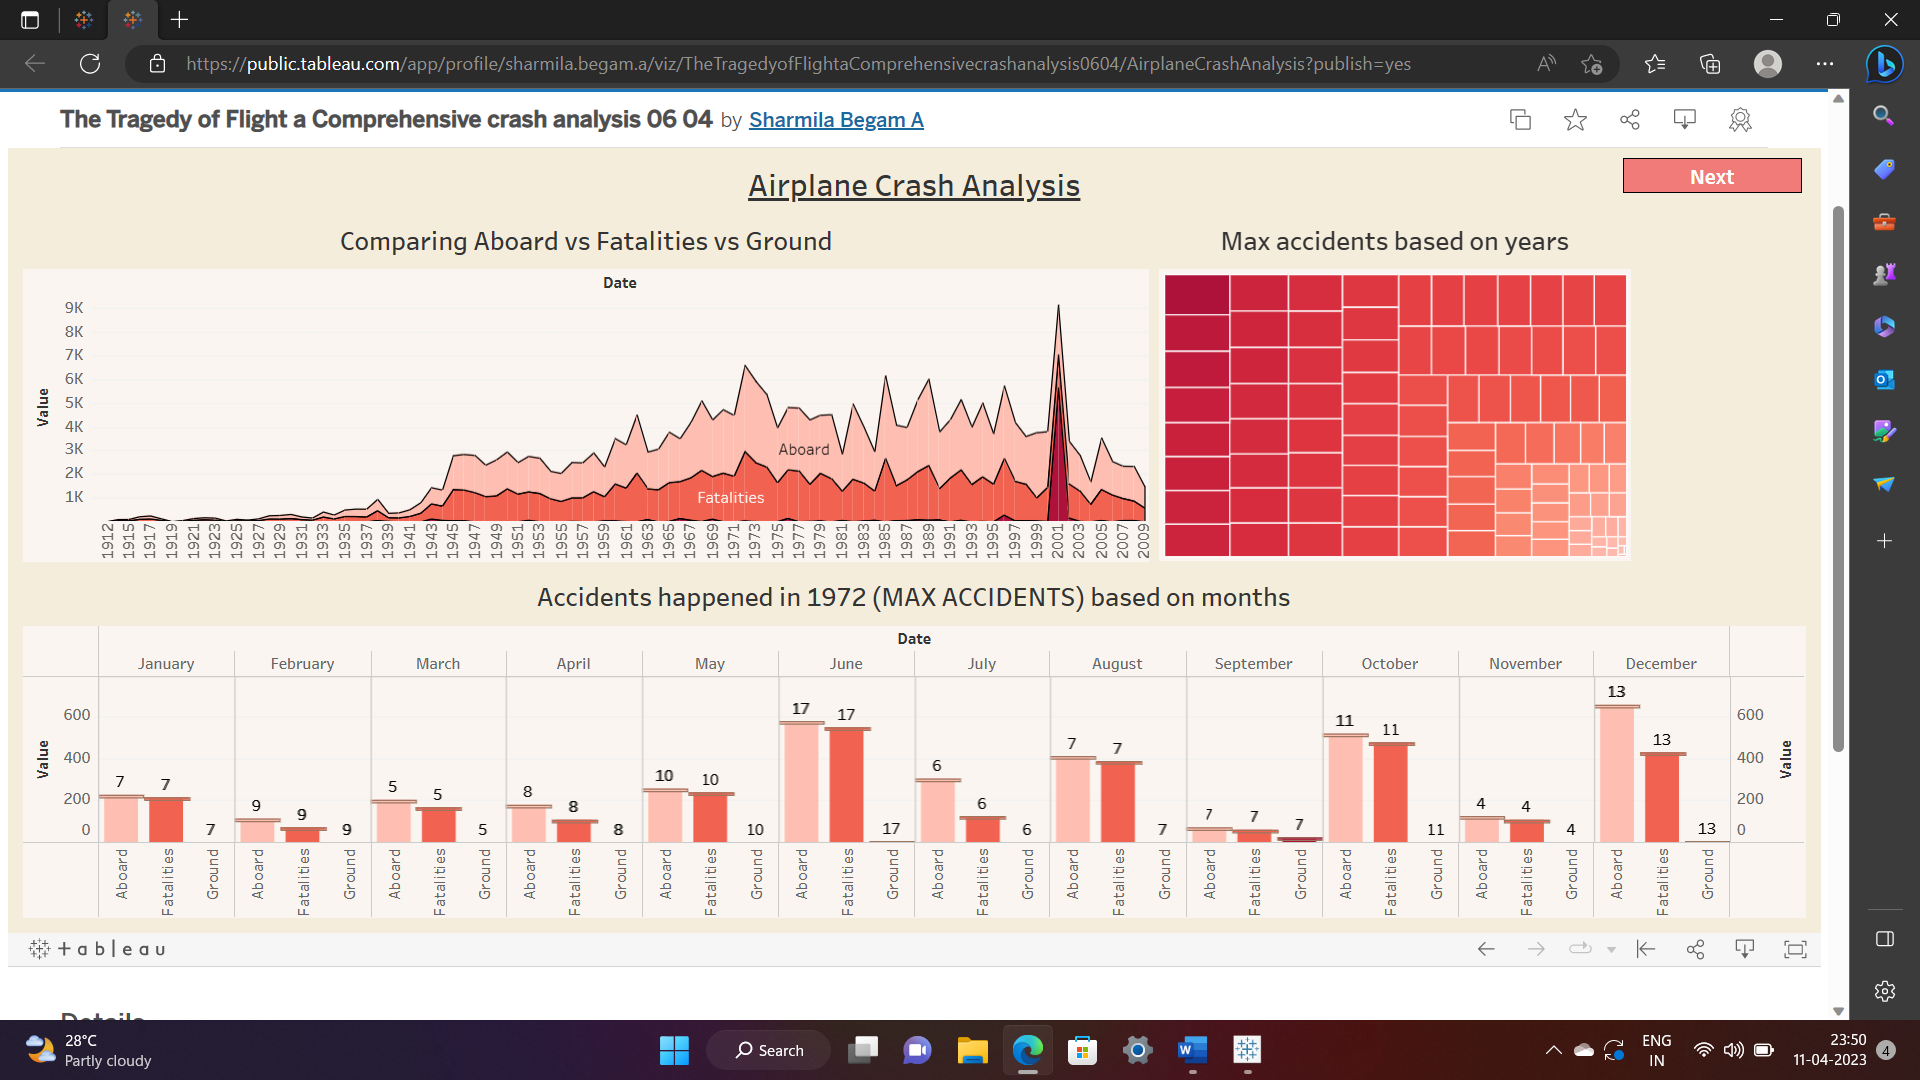 https://public.tableau.com/app/profile/sharmila.begam.a/viz/TheTragedyofFlightaComprehensivecrashanalysis0604/AirplaneCrashAnalysis?publish=yes
The Tragedy of Flight a Comprehensive crash analysis 06 04 by Sharmila Begam A
Airplane Crash Analysis
Next
Comparing Aboard vs Fatalities vs Ground
Max accidents based on years
Date
9K
8K
7K
6K
5K
4K
3K
2K
1K
Value
Aboard
Fatalities
1912 1915 1917 1919 1921 1923 1925 1927 1929 1931 1933 1935 1937 1939 1941 1943 1945 1947 1949 1951 1953 1955 1957 1959 1961 1963 1965 1967 1969 1971 1973 1975 1977 1979 1981 1983 1985 1987 1989 1991 1993 1995 1997 1999 2001 2003 2005 2007 2009
Accidents happened in 1972 (MAX ACCIDENTS) based on months
Date
January February March April May June July August September October November December
Value
600
400
200
0
7 7 7
9 9 9
5 5 5
8 8 8
10 10 10
17 17 17
6 6 6
7 7 7
7 7 7
11 11 11
4 4 4
13 13 13
600
400
200
0
Value
Aboard Fatalities Ground Aboard Fatalities Ground Aboard Fatalities Ground Aboard Fatalities Ground Aboard Fatalities Ground Aboard Fatalities Ground Aboard Fatalities Ground Aboard Fatalities Ground Aboard Fatalities Ground Aboard Fatalities Ground Aboard Fatalities Ground Aboard Fatalities Ground
+ableau
Details
28°C
Partly cloudy
Search
ENG
IN
23:50
11-04-2023
4